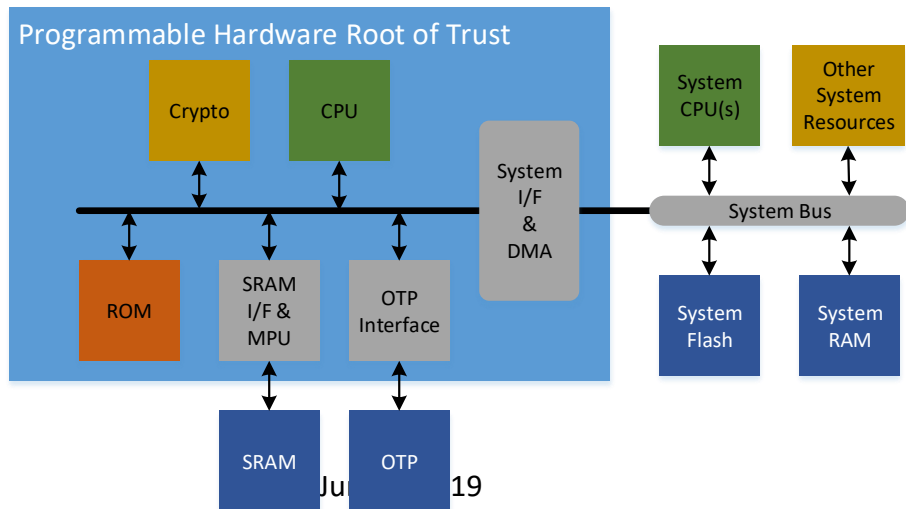 Programmable Hardware Root of Trust
Crypto
CPU
System
CPU(s)
Other
System
Resources
System
I/F
&
DMA
System Bus
ROM
SRAM
I/F &
MPU
OTP
Interface
System
Flash
System
RAM
SRAM
OTP
19